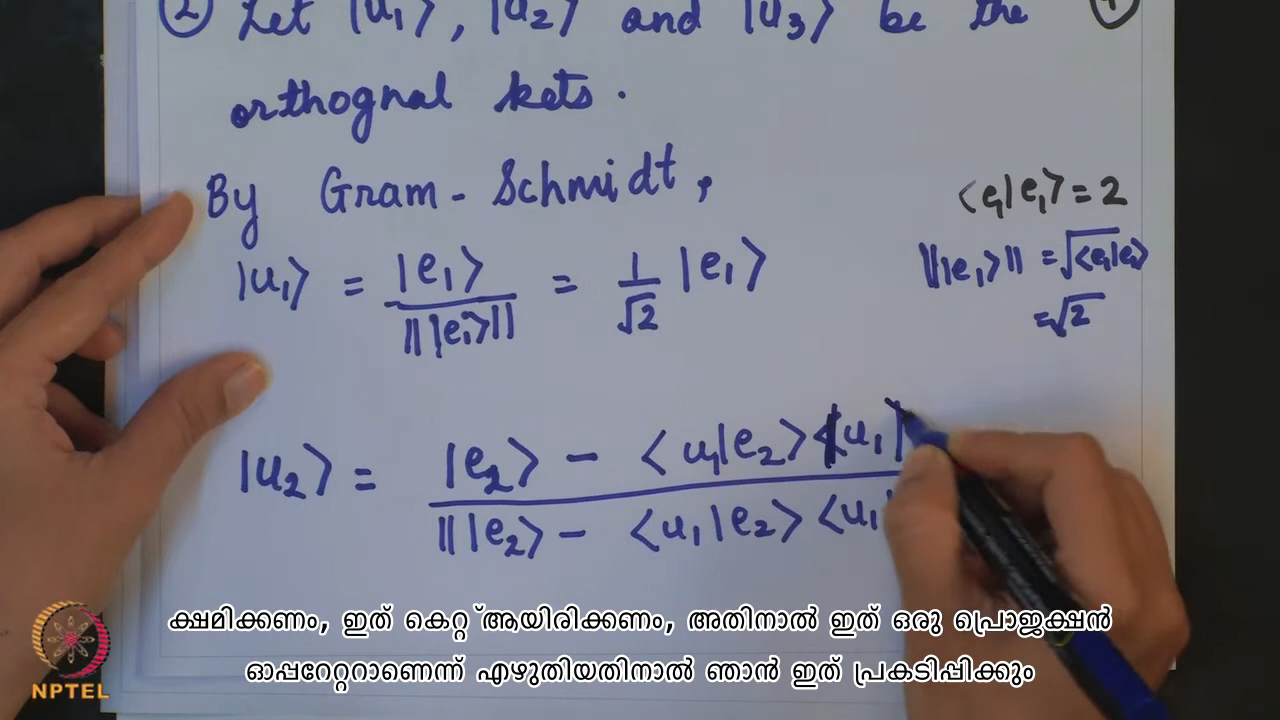 ② Let |u₁⟩, |u₂⟩ and |u₃⟩ be the
orthognal kets.
By Gram-Schmidt,
⟨e₁|e₁⟩ = 2
|u₁⟩ = |e₁⟩ / || |e₁⟩ || = 1/√2 |e₁⟩
|| |e₁⟩ || = √⟨e₁|e₁⟩
= √2
|u₂⟩ = |e₂⟩ - ⟨u₁|e₂⟩ |u₁⟩
|| |e₂⟩ - ⟨u₁|e₂⟩ ⟨u₁|
ക്ഷമിക്കണം, ഇത് കെറ്റ് ആയിരിക്കണം, അതിനാൽ ഇത് ഒരു പ്രൊജക്ഷൻ
ഓപ്പറേറ്ററാണെന്ന് എഴുതിയതിനാൽ ഞാൻ ഇത് പ്രകടിപ്പിക്കും
NPTEL